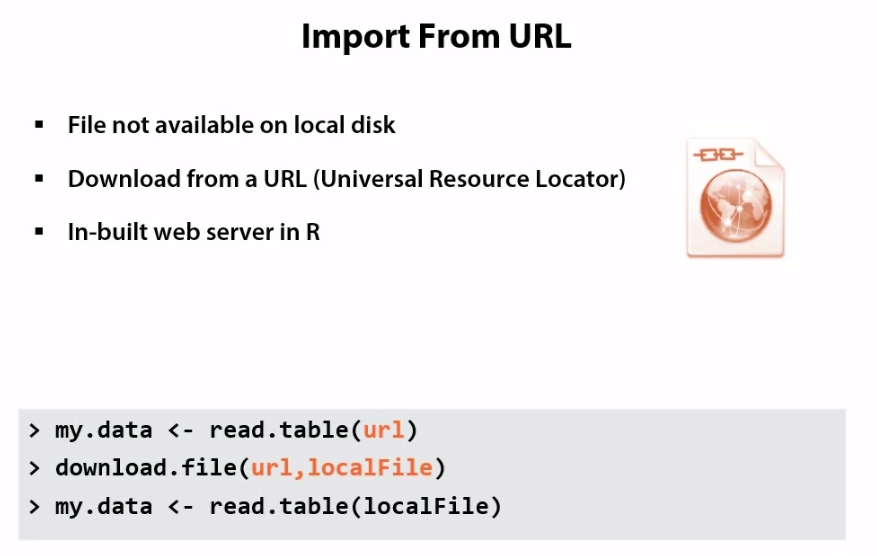 Import From URL
▪ File not available on local disk
▪ Download from a URL (Universal Resource Locator)
▪ In-built web server in R
> my.data <- read.table(url)
> download.file(url,localFile)
> my.data <- read.table(localFile)